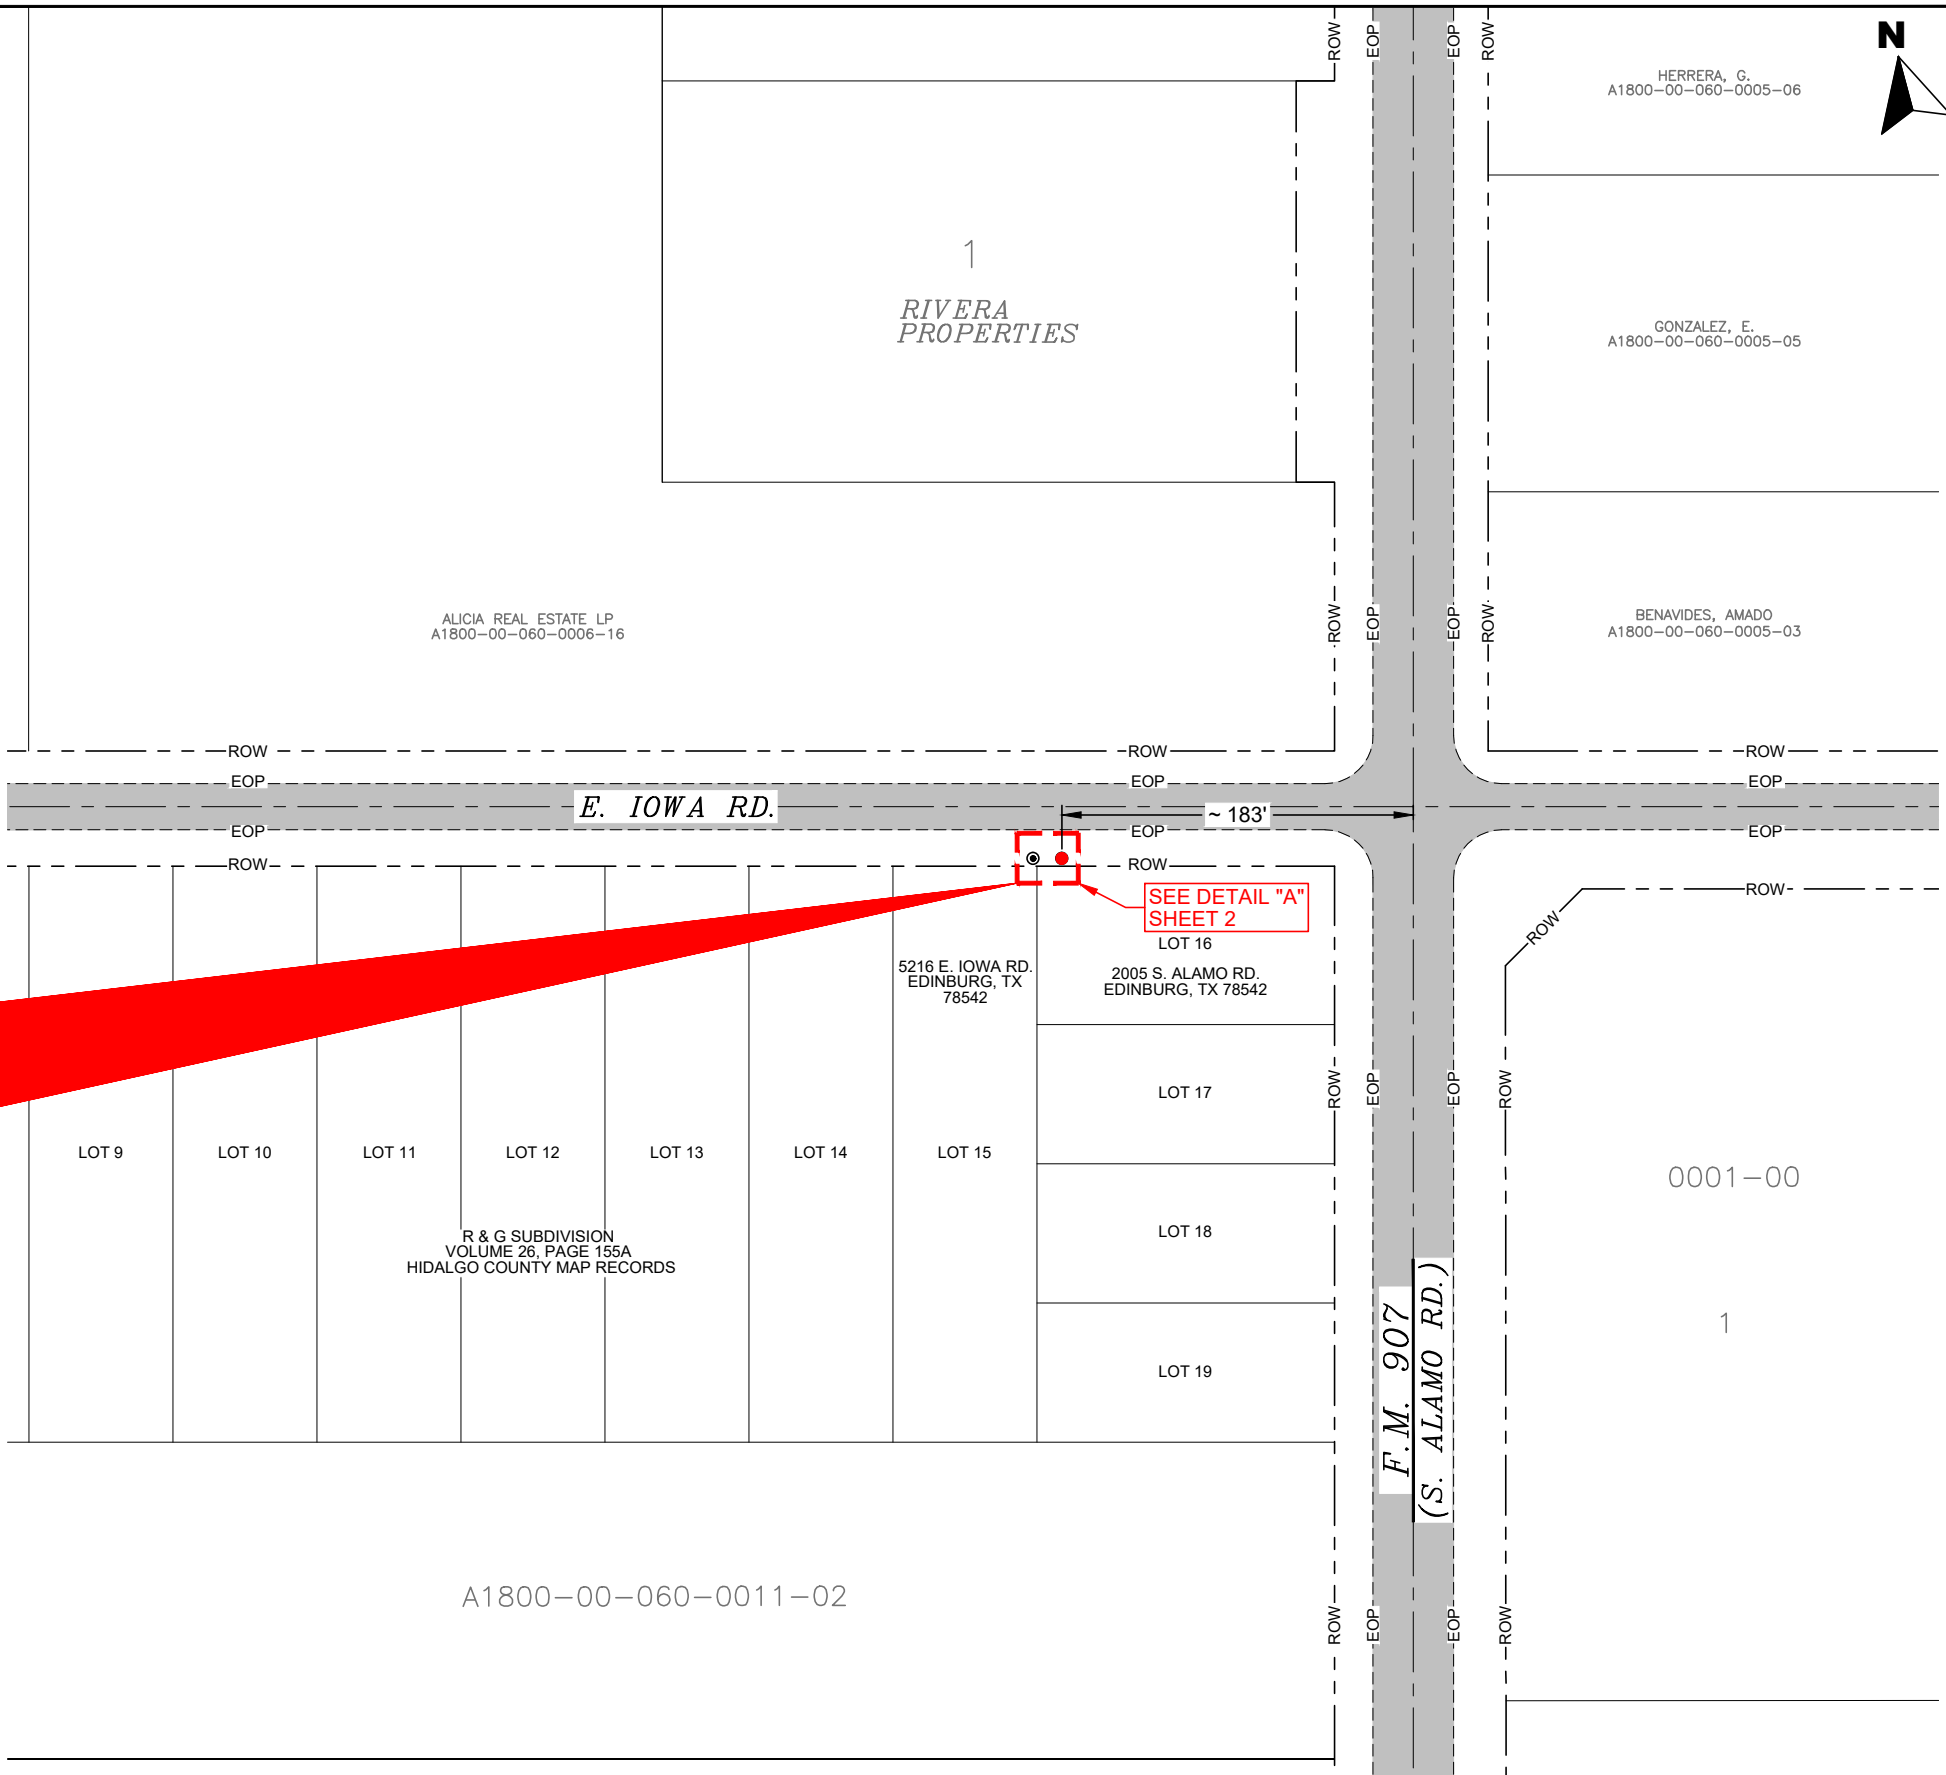 ROW
EOP
EOP
ROW
N
HERRERA, G.
A1800-00-060-0005-06
1
RIVERA
PROPERTIES
GONZALEZ, E.
A1800-00-060-0005-05
ALICIA REAL ESTATE LP
A1800-00-060-0006-16
ROW
EOP
EOP
ROW
BENAVIDES, AMADO
A1800-00-060-0005-03
ROW
ROW
ROW
EOP
EOP
EOP
E. IOWA RD.
~ 183'
EOP
EOP
EOP
ROW
ROW
ROW
SEE DETAIL "A"
SHEET 2
ROW
LOT 16
5216 E. IOWA RD.
EDINBURG, TX
78542
2005 S. ALAMO RD.
EDINBURG, TX 78542
LOT 17
ROW
EOP
EOP
ROW
LOT 9
LOT 10
LOT 11
LOT 12
LOT 13
LOT 14
LOT 15
0001-00
R & G SUBDIVISION
VOLUME 26, PAGE 155A
HIDALGO COUNTY MAP RECORDS
LOT 18
1
LOT 19
F.M. 907
(S. ALAMO RD.)
A1800-00-060-0011-02
ROW
EOP
EOP
ROW